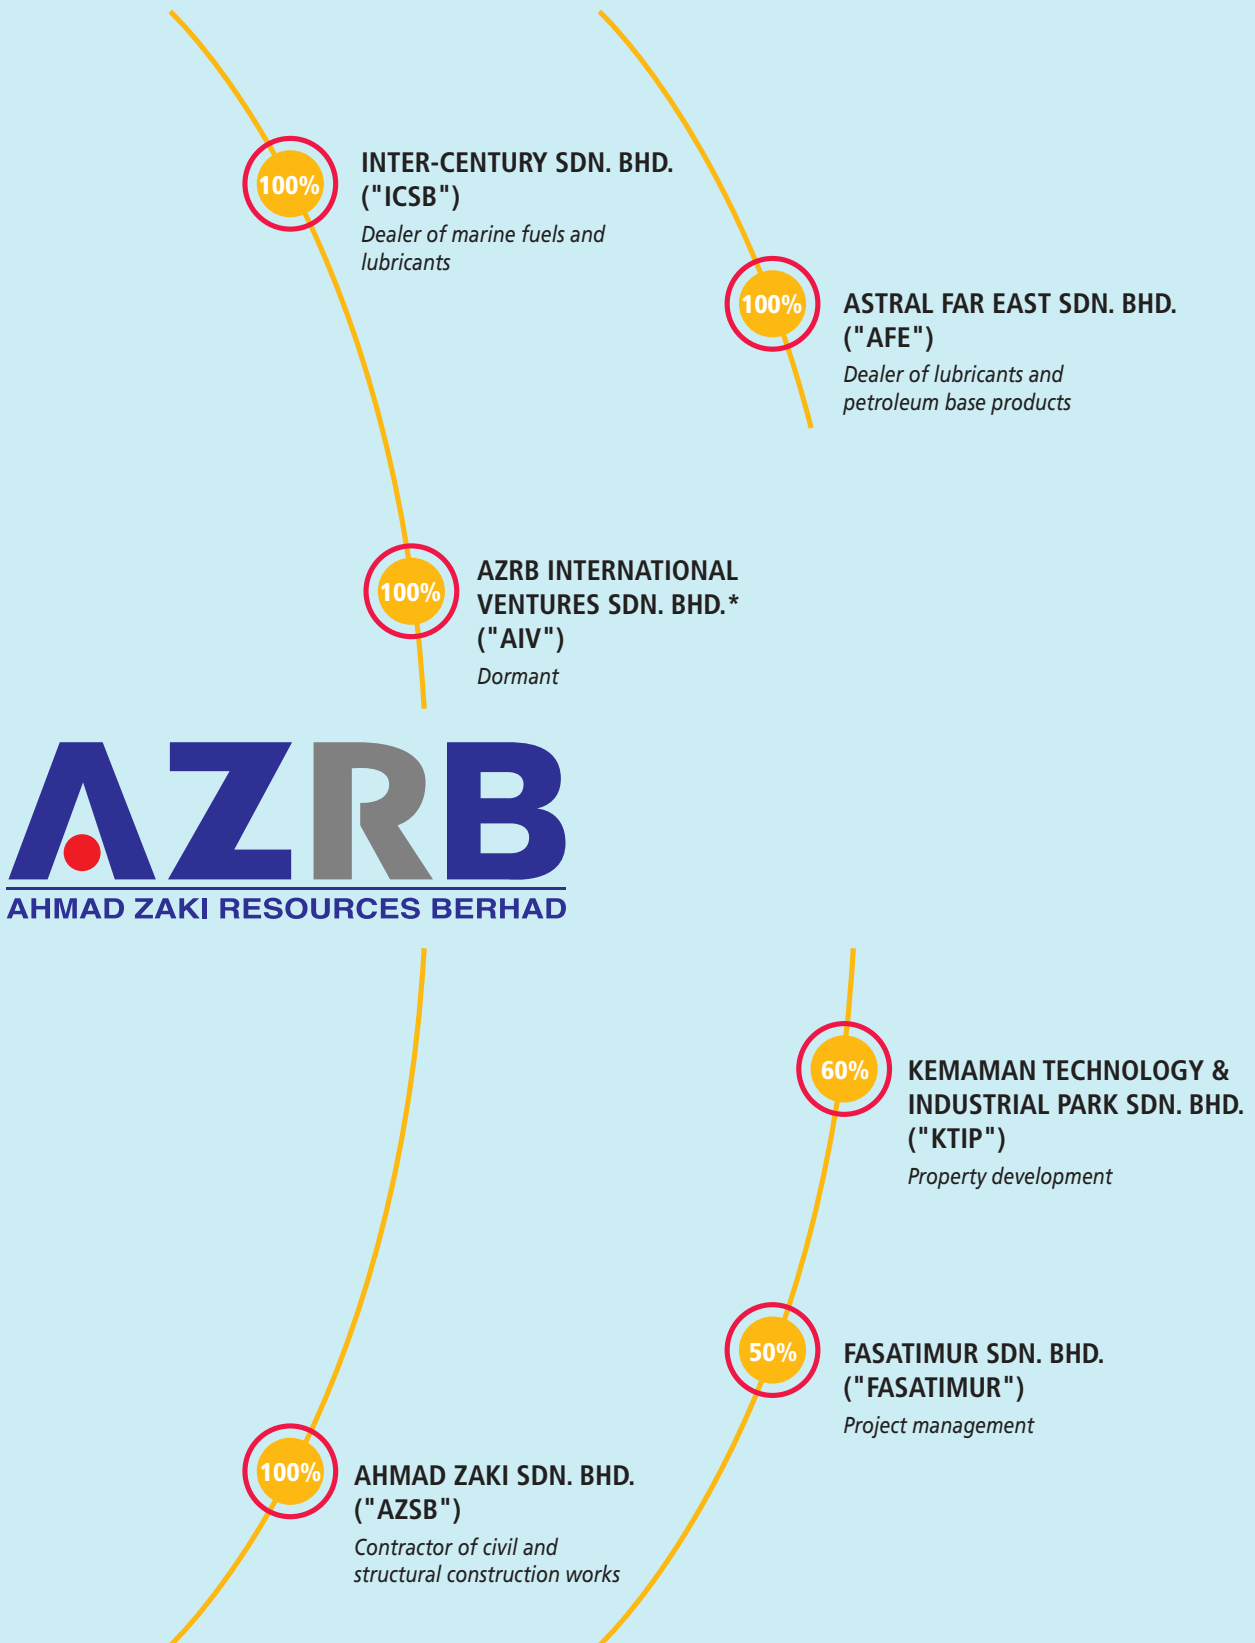 100%
INTER-CENTURY SDN. BHD.
("ICSB")
Dealer of marine fuels and
lubricants
100%
ASTRAL FAR EAST SDN. BHD.
("AFE")
Dealer of lubricants and
petroleum base products
100%
AZRB INTERNATIONAL
VENTURES SDN. BHD.*
("AIV")
Dormant
AZRB
AHMAD ZAKI RESOURCES BERHAD
60%
KEMAMAN TECHNOLOGY &
INDUSTRIAL PARK SDN. BHD.
("KTIP")
Property development
50%
FASATIMUR SDN. BHD.
("FASATIMUR")
Project management
100%
AHMAD ZAKI SDN. BHD.
("AZSB")
Contractor of civil and
structural construction works